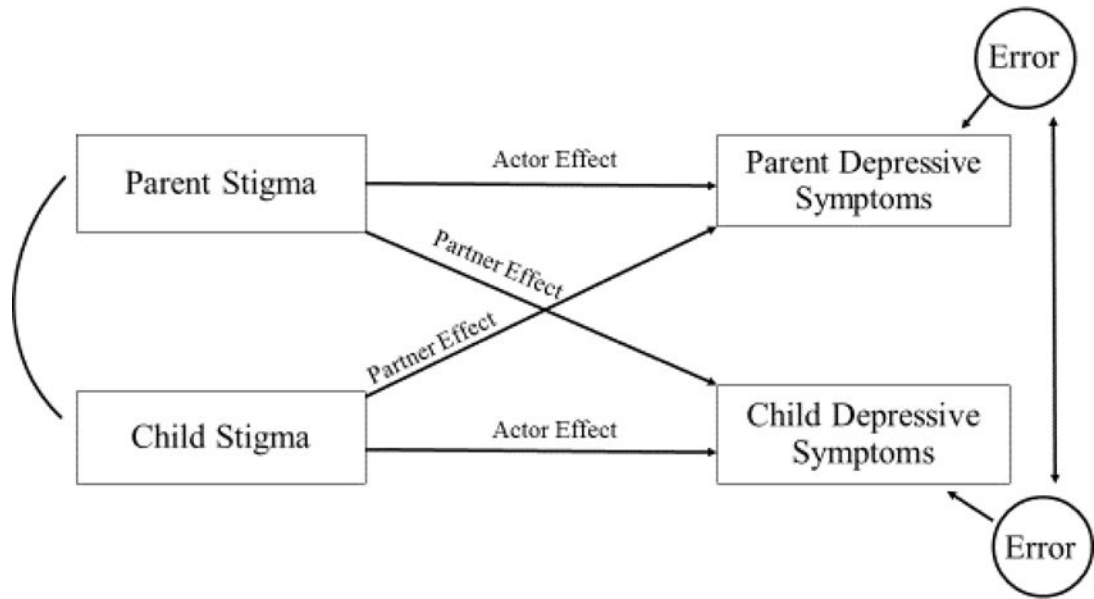 Error
Parent Stigma
Actor Effect
Parent Depressive
Symptoms
Partner Effect
Partner Effect
Child Stigma
Actor Effect
Child Depressive
Symptoms
Error